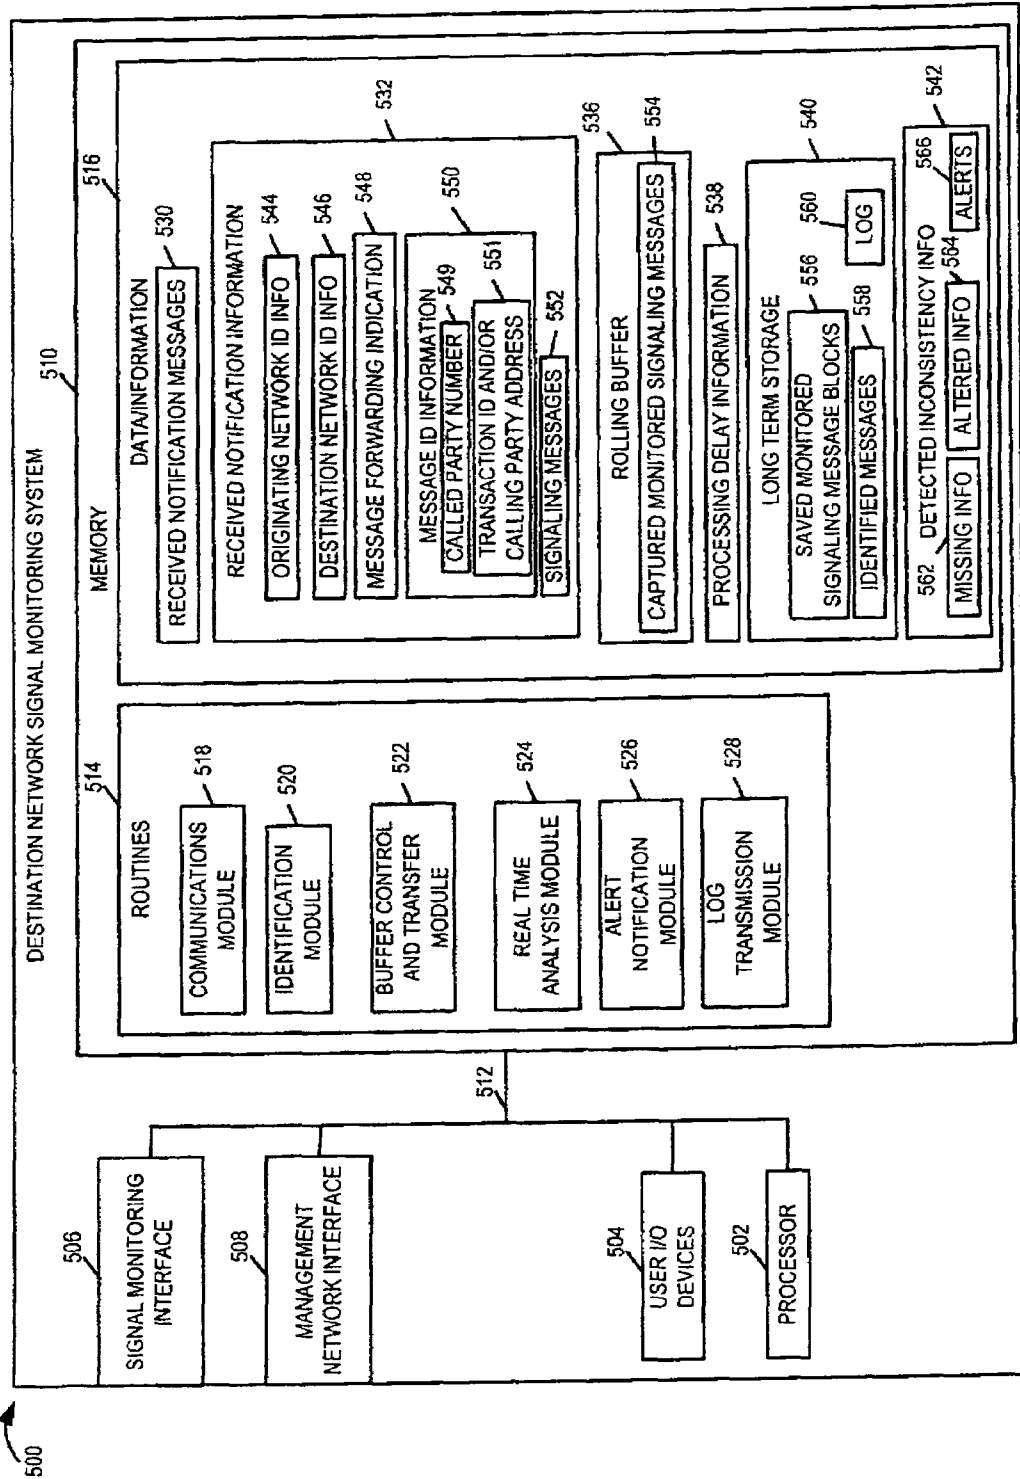 DESTINATION NETWORK SIGNAL MONITORING SYSTEM
500
506
SIGNAL MONITORING
INTERFACE
508
MANAGEMENT
NETWORK INTERFACE
504
USER I/O
DEVICES
502
PROCESSOR
512
510
MEMORY
514
ROUTINES
518
COMMUNICATIONS
MODULE
520
IDENTIFICATION
MODULE
522
BUFFER CONTROL
AND TRANSFER
MODULE
524
REAL TIME
ANALYSIS MODULE
526
ALERT
NOTIFICATION
MODULE
528
LOG
TRANSMISSION
MODULE
516
DATA/INFORMATION
530
RECEIVED NOTIFICATION MESSAGES
532
RECEIVED NOTIFICATION INFORMATION
544
ORIGINATING NETWORK ID INFO
546
DESTINATION NETWORK ID INFO
548
MESSAGE FORWARDING INDICATION
550
MESSAGE ID INFORMATION
549
CALLED PARTY NUMBER
551
TRANSACTION ID AND/OR
CALLING PARTY ADDRESS
552
SIGNALING MESSAGES
536
ROLLING BUFFER
554
CAPTURED MONITORED SIGNALING MESSAGES
538
PROCESSING DELAY INFORMATION
540
LONG TERM STORAGE
556
SAVED MONITORED
SIGNALING MESSAGE BLOCKS
560
LOG
558
IDENTIFIED MESSAGES
542
DETECTED INCONSISTENCY INFO
562
MISSING INFO
564
ALTERED INFO
566
ALERTS